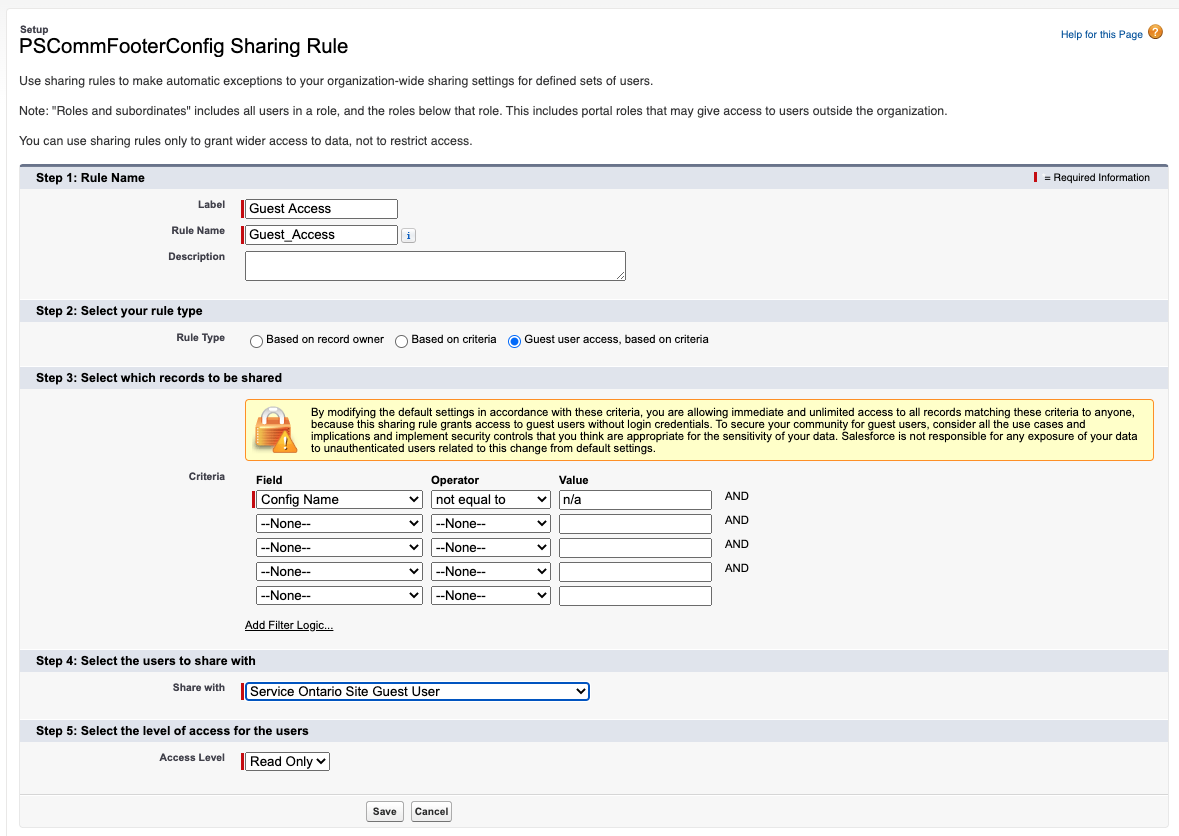 Setup
PSCommFooterConfig Sharing Rule
Help for this Page ?
Use sharing rules to make automatic exceptions to your organization-wide sharing settings for defined sets of users.
Note: "Roles and subordinates" includes all users in a role, and the roles below that role. This includes portal roles that may give access to users outside the organization.
You can use sharing rules only to grant wider access to data, not to restrict access.
Step 1: Rule Name
= Required Information
Label Guest Access
Rule Name Guest_Access i
Description
Step 2: Select your rule type
Rule Type Based on record owner Based on criteria Guest user access, based on criteria
Step 3: Select which records to be shared
By modifying the default settings in accordance with these criteria, you are allowing immediate and unlimited access to all records matching these criteria to anyone,
because this sharing rule grants access to guest users without login credentials. To secure your community for guest users, consider all the use cases and
implications and implement security controls that you think are appropriate for the sensitivity of your data. Salesforce is not responsible for any exposure of your data
to unauthenticated users related to this change from default settings.
Criteria Field Operator Value
Config Name not equal to n/a AND
--None-- --None-- AND
--None-- --None-- AND
--None-- --None-- AND
--None-- --None--
Add Filter Logic...
Step 4: Select the users to share with
Share with Service Ontario Site Guest User
Step 5: Select the level of access for the users
Access Level Read Only
Save Cancel